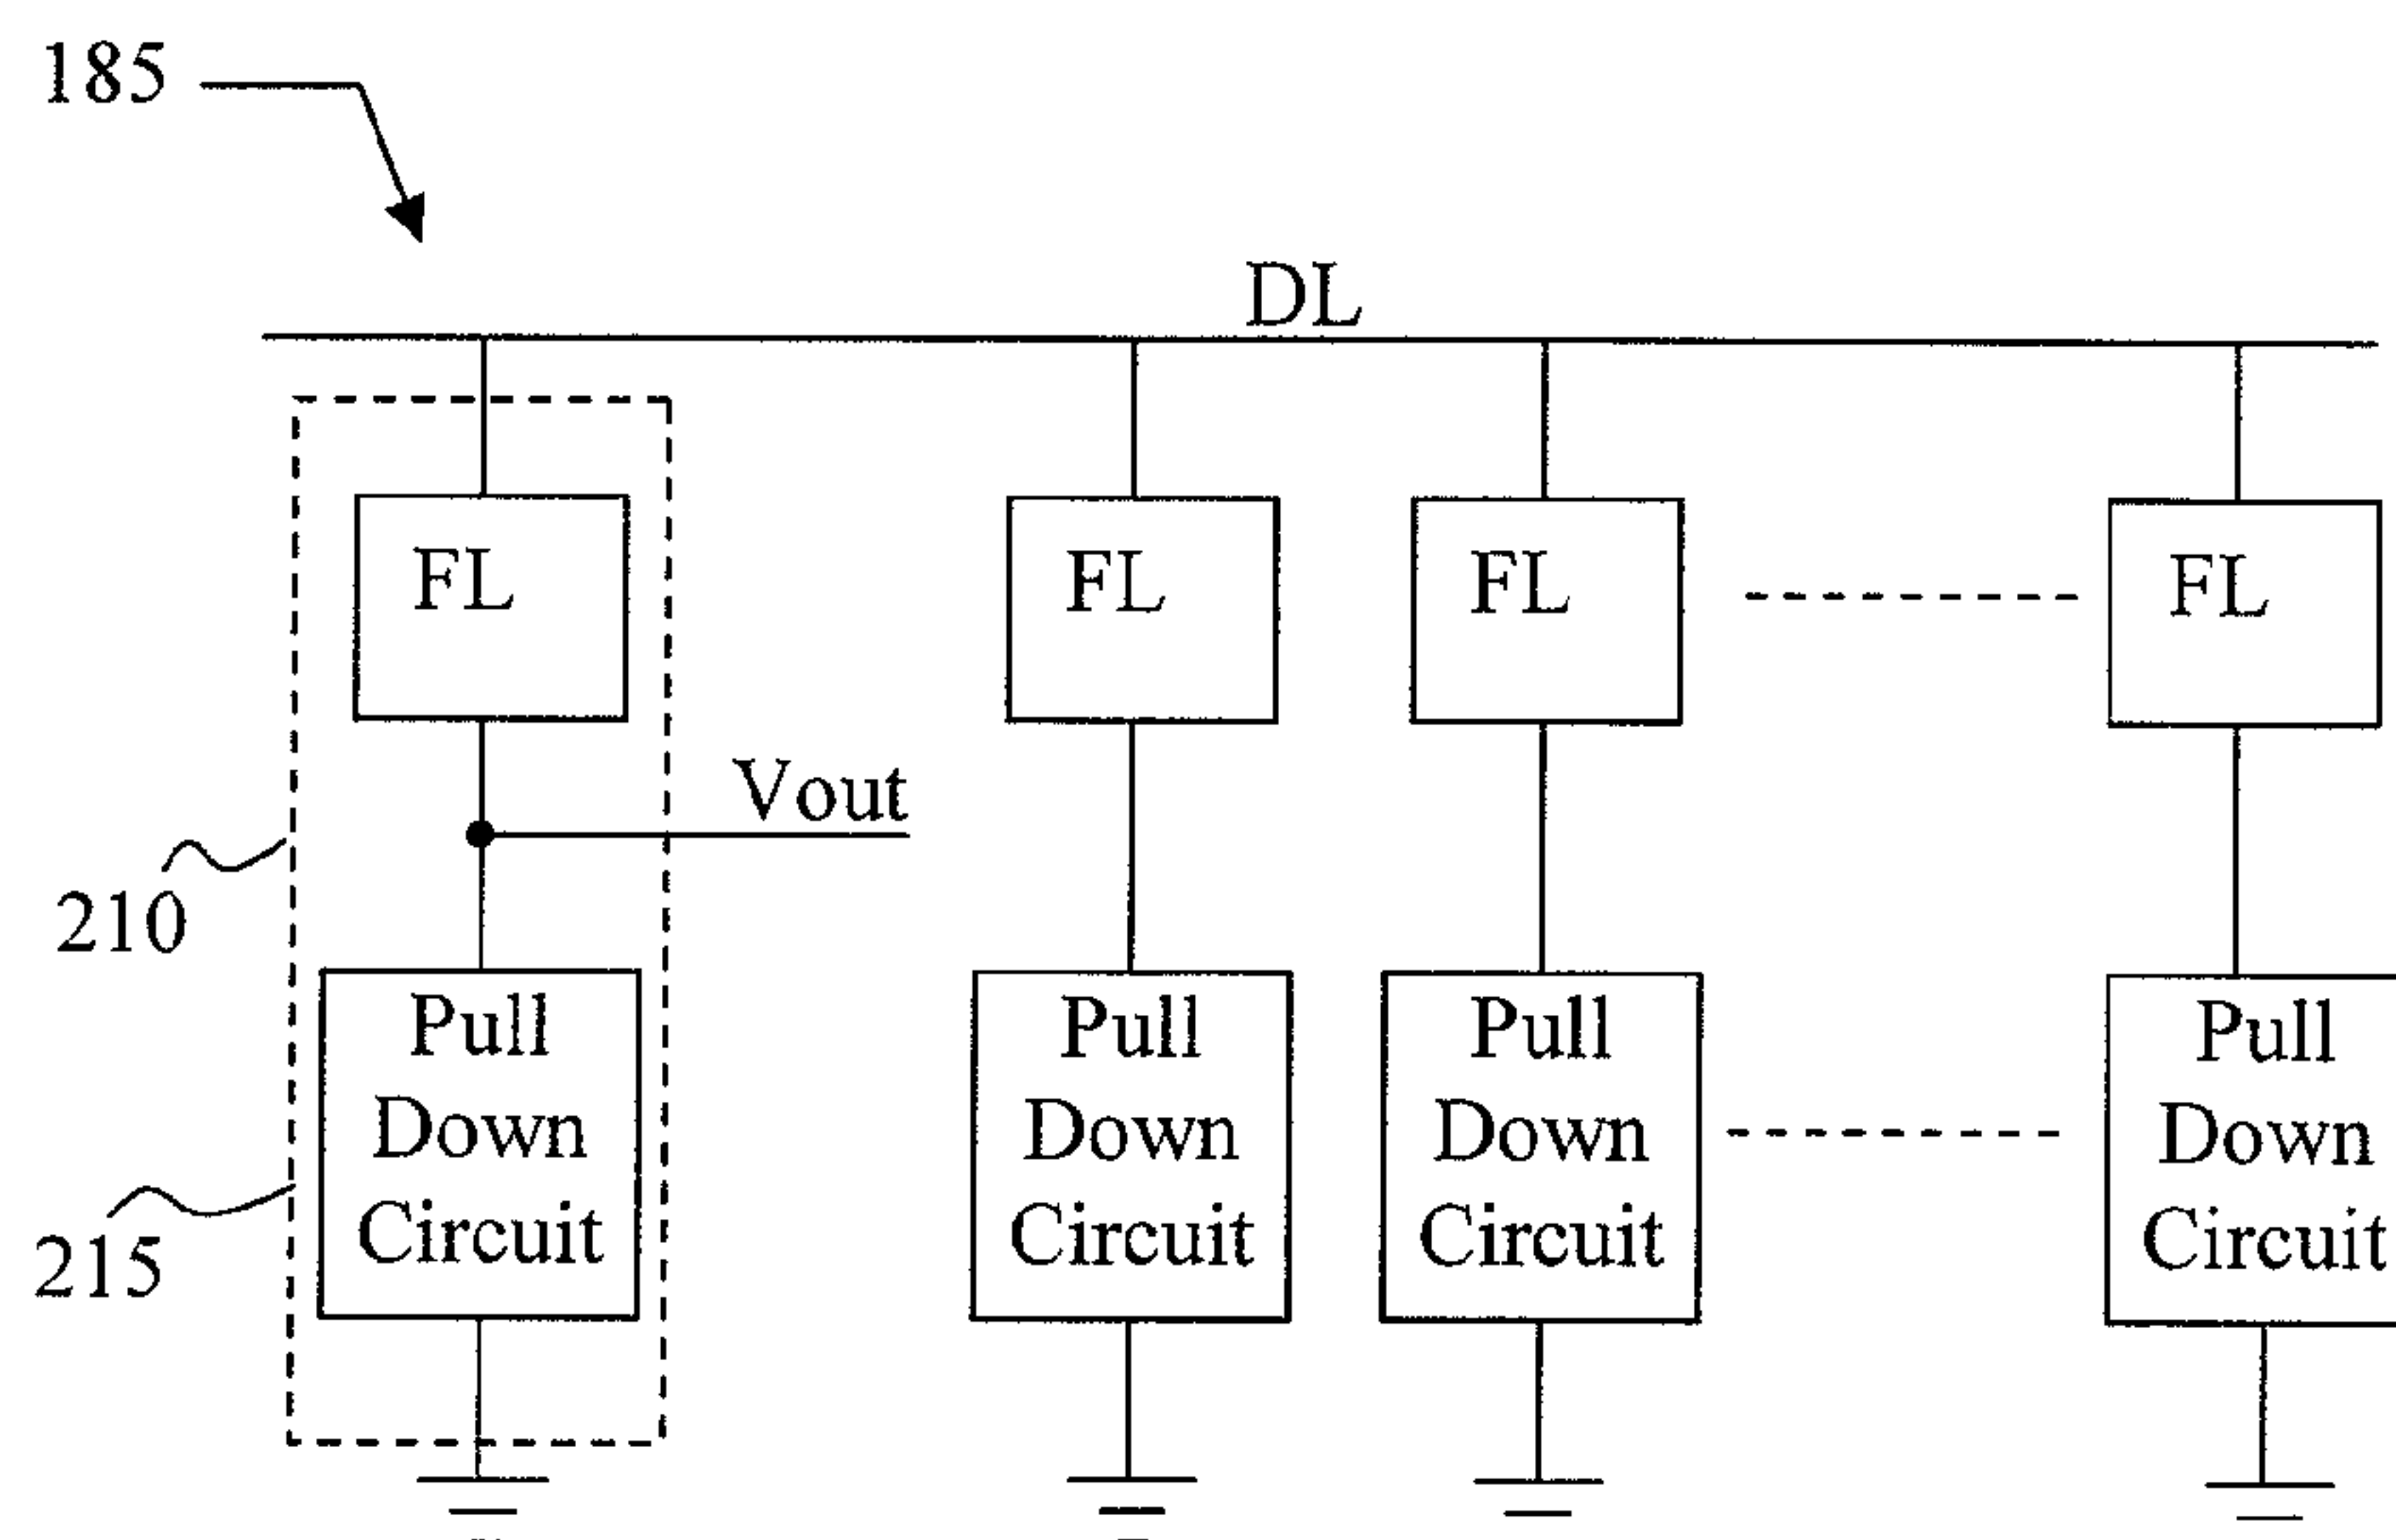 185
DL
FL
FL
FL
FL
Vout
210
Pull
Down
Circuit
Pull
Down
Circuit
Pull
Down
Circuit
Pull
Down
Circuit
215